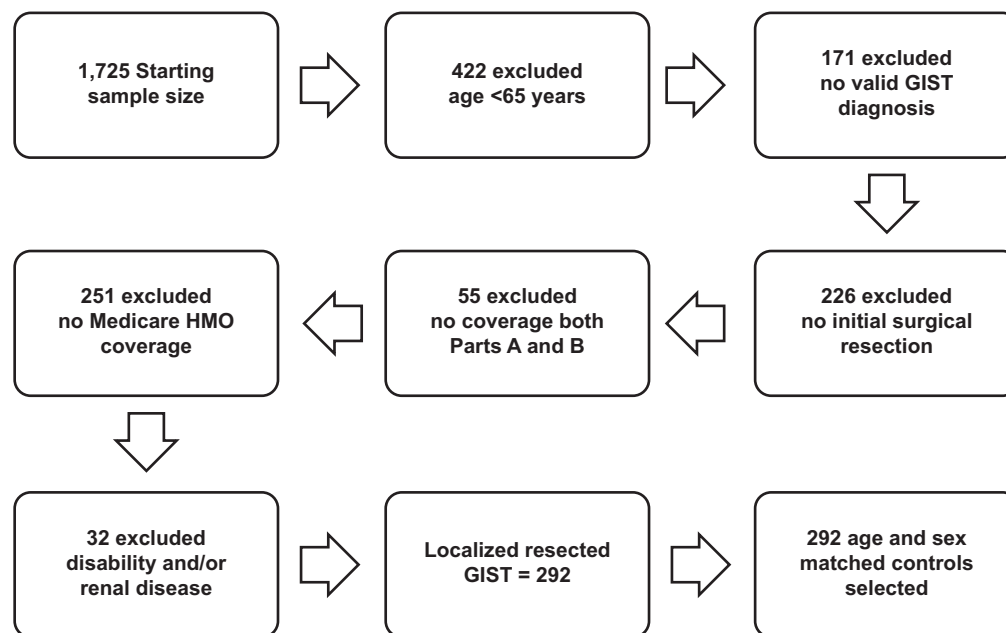 1,725 Starting
sample size
422 excluded
age <65 years
171 excluded
no valid GIST
diagnosis
226 excluded
no initial surgical
resection
55 excluded
no coverage both
Parts A and B
251 excluded
no Medicare HMO
coverage
32 excluded
disability and/or
renal disease
Localized resected
GIST = 292
292 age and sex
matched controls
selected